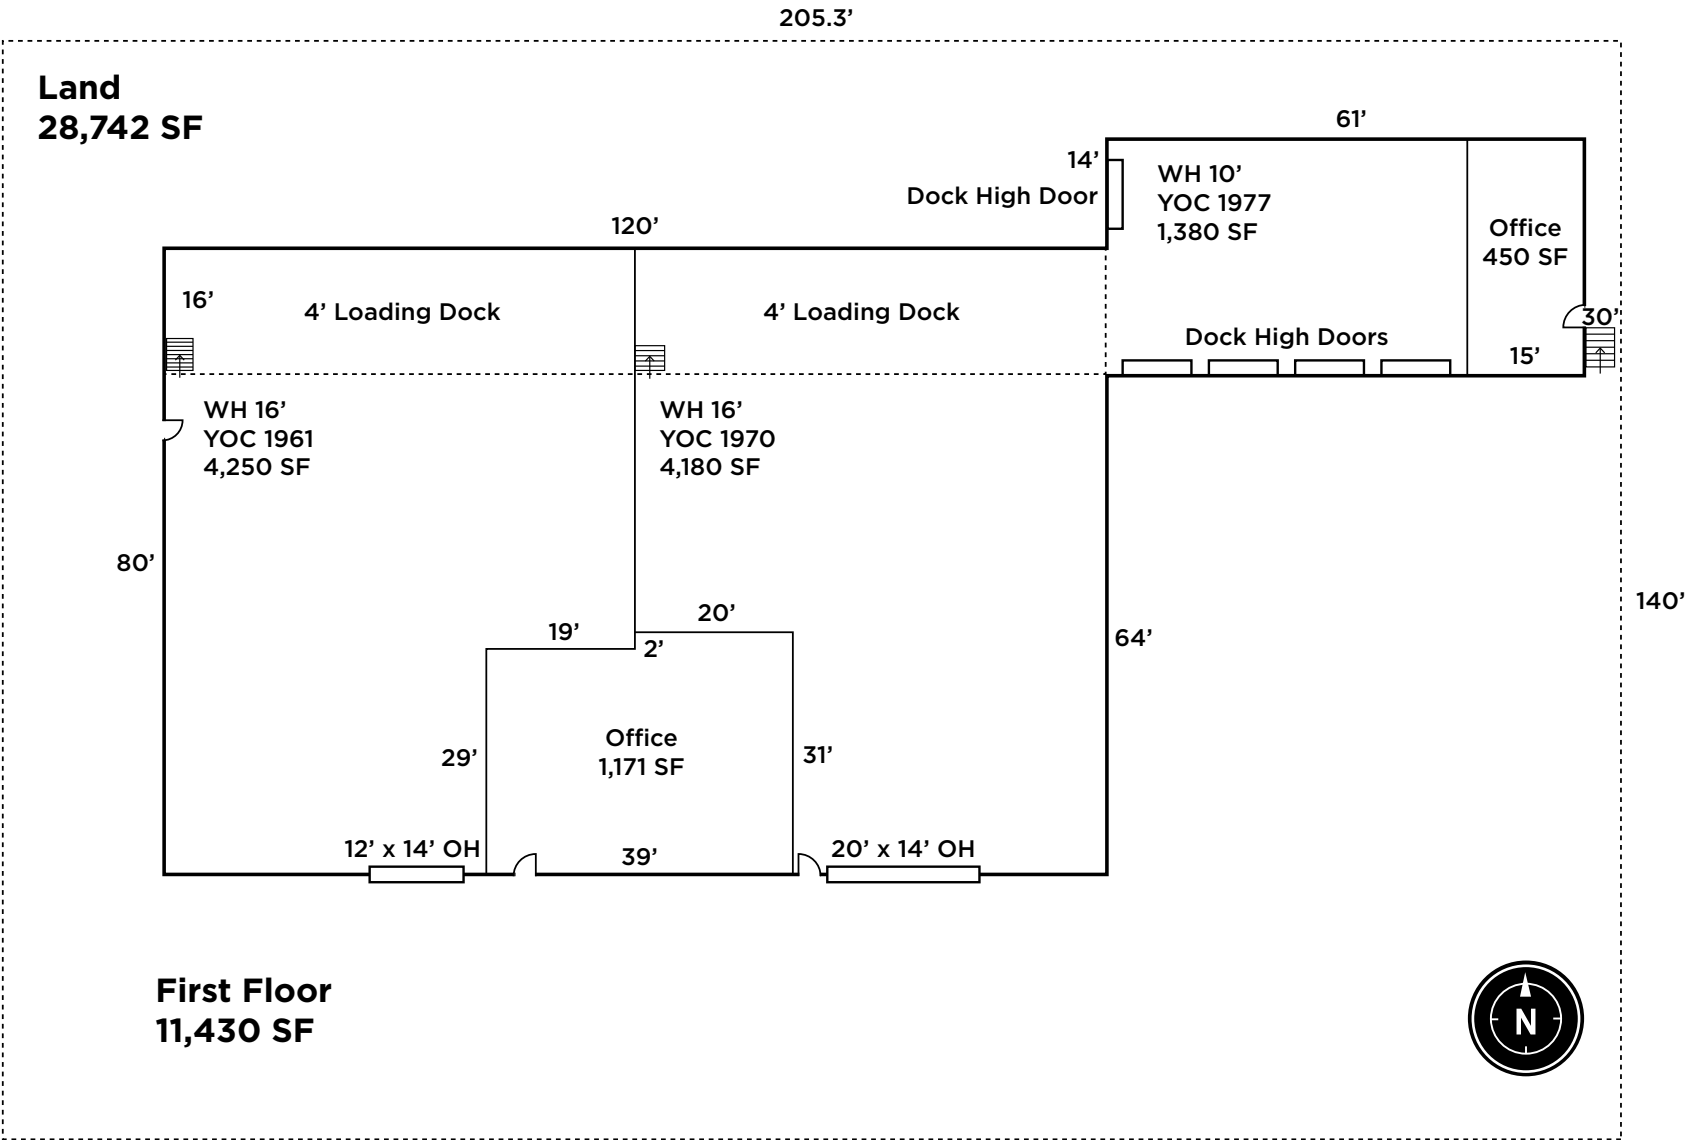 205.3’
Land
28,742 SF
61’
14’
Dock High Door
WH 10’
YOC 1977
1,380 SF
Office
450 SF
120’
16’
4’ Loading Dock
4’ Loading Dock
30’
Dock High Doors
15’
WH 16’
YOC 1961
4,250 SF
WH 16’
YOC 1970
4,180 SF
80’
140’
20’
19’
2’
64’
Office
1,171 SF
29’
31’
12’ x 14’ OH
39’
20’ x 14’ OH
First Floor
11,430 SF
N